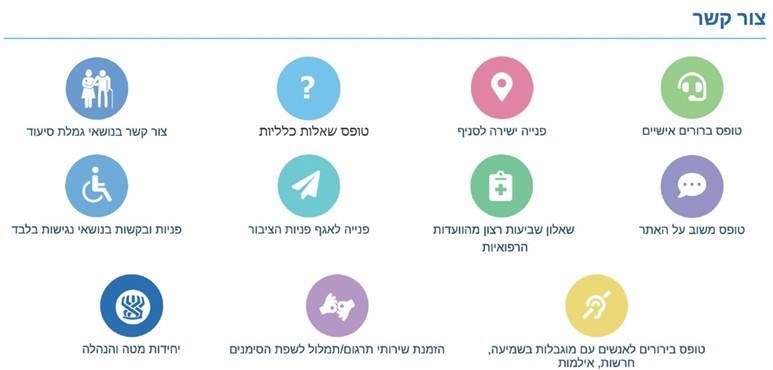 צור קשר
טופס ברורים אישיים
פנייה ישירה לסניף
טופס שאלות כלליות
צור קשר בנושאי גמלת סיעוד
טופס משוב על האתר
שאלון שביעות רצון מהוועדות
הרפואיות
פנייה לאגף פניות הציבור
פניות ובקשות בנושאי נגישות בלבד
טופס בירורים לאנשים עם מוגבלות בשמיעה,
חרשות, אילמות
הזמנת שירותי תרגום/תמלול לשפת הסימנים
יחידות מטה והנהלה